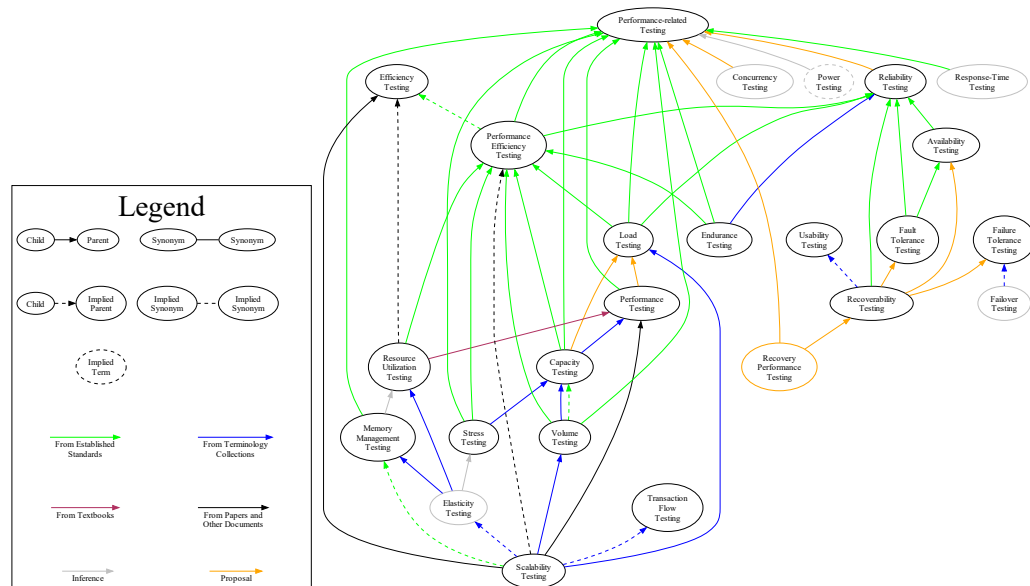 Performance-related
Testing
Efficiency
Testing
Concurrency
Testing
Power
Testing
Reliability
Testing
Response-Time
Testing
Performance
Efficiency
Testing
Availability
Testing
Legend
Child
Parent
Synonym
Synonym
Load
Testing
Endurance
Testing
Usability
Testing
Fault
Tolerance
Testing
Failure
Tolerance
Testing
Child
Implied
Parent
Implied
Synonym
Implied
Synonym
Performance
Testing
Recoverability
Testing
Failover
Testing
Implied
Term
Resource
Utilization
Testing
Capacity
Testing
Recovery
Performance
Testing
Memory
Management
Testing
Stress
Testing
Volume
Testing
From Established
Standards
From Terminology
Collections
Elasticity
Testing
Transaction
Flow
Testing
From Textbooks
From Papers and
Other Documents
Scalability
Testing
Inference
Proposal